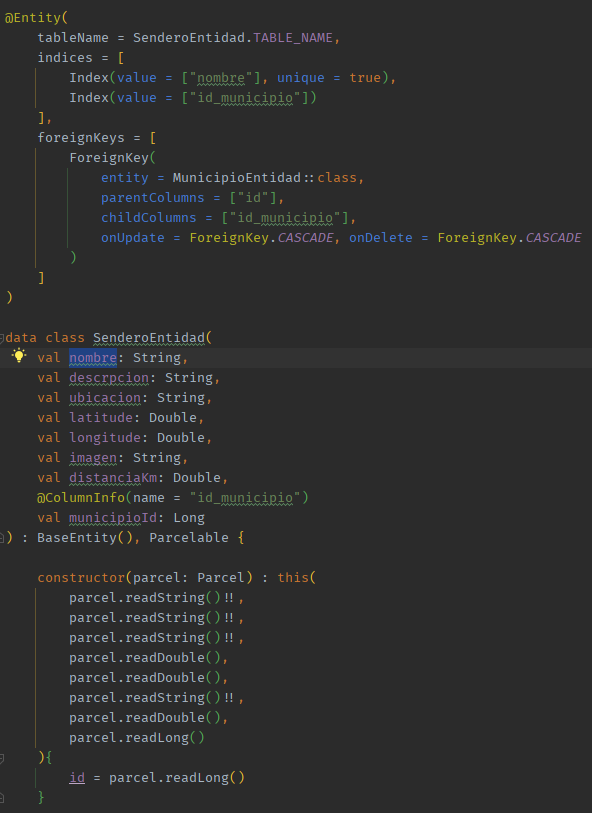 @Entity(
    tableName = SenderoEntidad.TABLE_NAME,
    indices = [
        Index(value = ["nombre"], unique = true),
        Index(value = ["id_municipio"])
    ],
    foreignKeys = [
        ForeignKey(
            entity = MunicipioEntidad::class,
            parentColumns = ["id"],
            childColumns = ["id_municipio"],
            onUpdate = ForeignKey.CASCADE, onDelete = ForeignKey.CASCADE
        )
    ]
)
data class SenderoEntidad(
    val nombre: String,
    val descrpcion: String,
    val ubicacion: String,
    val latitude: Double,
    val longitude: Double,
    val imagen: String,
    val distanciaKm: Double,
    @ColumnInfo(name = "id_municipio")
    val municipioId: Long
) : BaseEntity(), Parcelable {
    constructor(parcel: Parcel) : this(
        parcel.readString()!!,
        parcel.readString()!!,
        parcel.readString()!!,
        parcel.readDouble(),
        parcel.readDouble(),
        parcel.readString()!!,
        parcel.readDouble(),
        parcel.readLong()
    ){
        id = parcel.readLong()
    }